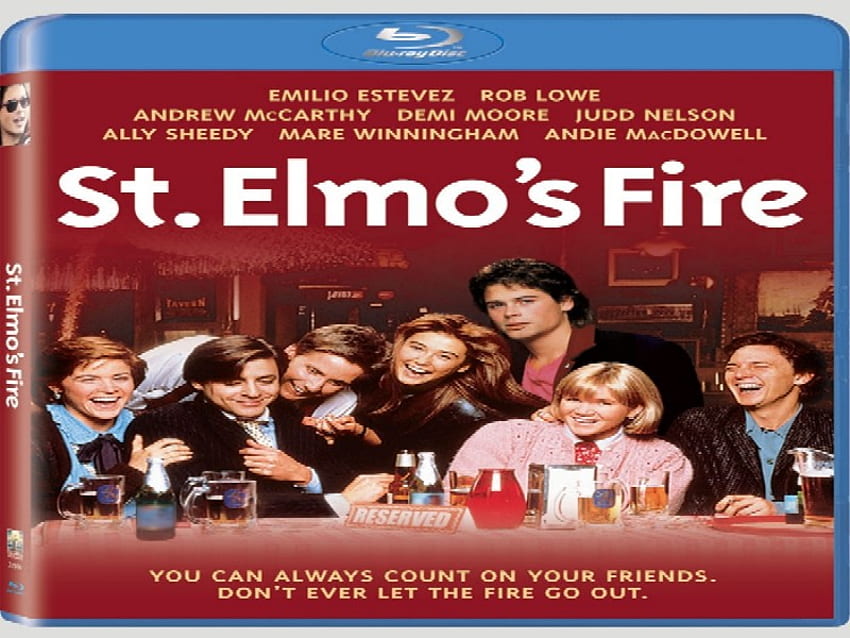 Blu-ray Disc
EMILIO ESTEVEZ ROB LOWE
ANDREW McCARTHY DEMI MOORE JUDD NELSON
ALLY SHEEDY MARE WINNINGHAM ANDIE MacDOWELL
St. Elmo's Fire
St. Elmo's Fire
TAVERN
RESERVED
YOU CAN ALWAYS COUNT ON YOUR FRIENDS.
DON'T EVER LET THE FIRE GO OUT.